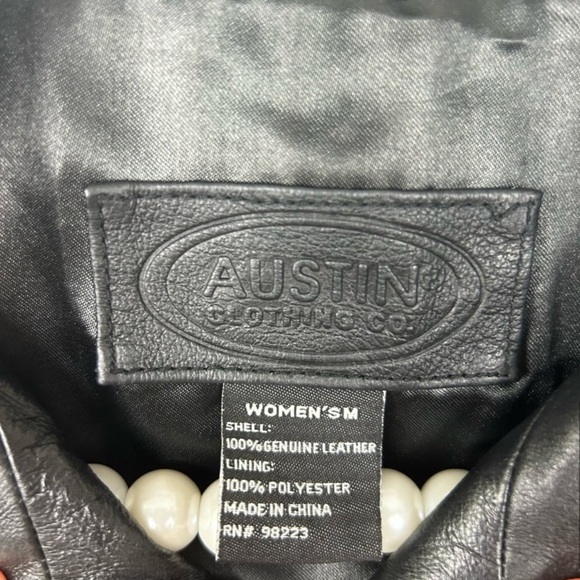 AUSTIN
CLOTHING CO.
WOMEN'S M
SHELL:
100% GENUINE LEATHER
LINING:
100% POLYESTER
MADE IN CHINA
RN# 98223